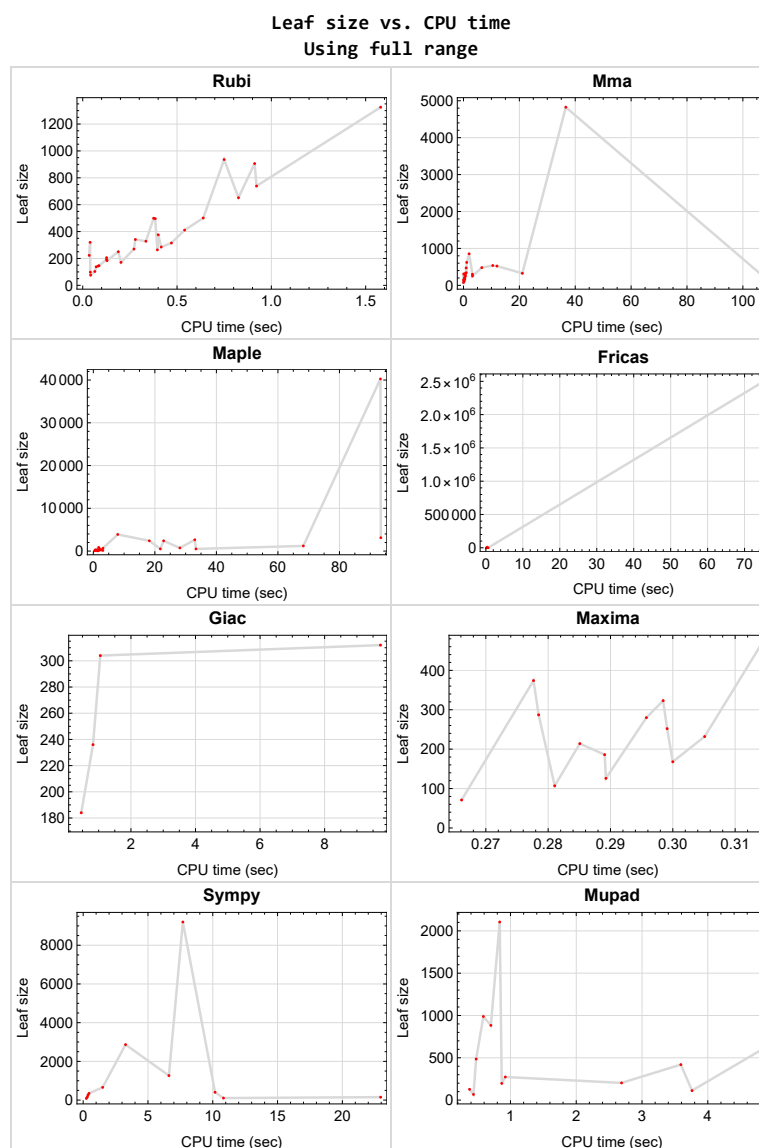 Leaf size vs. CPU time
Using full range
Rubi
Mma
Leaf size
1200
1000
800
600
400
200
0
0.0 0.5 1.0 1.5
CPU time (sec)
Leaf size
5000
4000
3000
2000
1000
0
0 20 40 60 80 100
CPU time (sec)
Maple
Fricas
Leaf size
40 000
30 000
20 000
10 000
0
0 20 40 60 80
CPU time (sec)
Leaf size
2.5×10⁶
2.0×10⁶
1.5×10⁶
1.0×10⁶
500 000
0
0 10 20 30 40 50 60 70
CPU time (sec)
Giac
Maxima
Leaf size
300
280
260
240
220
200
180
2 4 6 8
CPU time (sec)
Leaf size
400
300
200
100
0
0.27 0.28 0.29 0.30 0.31
CPU time (sec)
Sympy
Mupad
Leaf size
8000
6000
4000
2000
0
0 5 10 15 20
CPU time (sec)
Leaf size
2000
1500
1000
500
0
1 2 3 4
CPU time (sec)